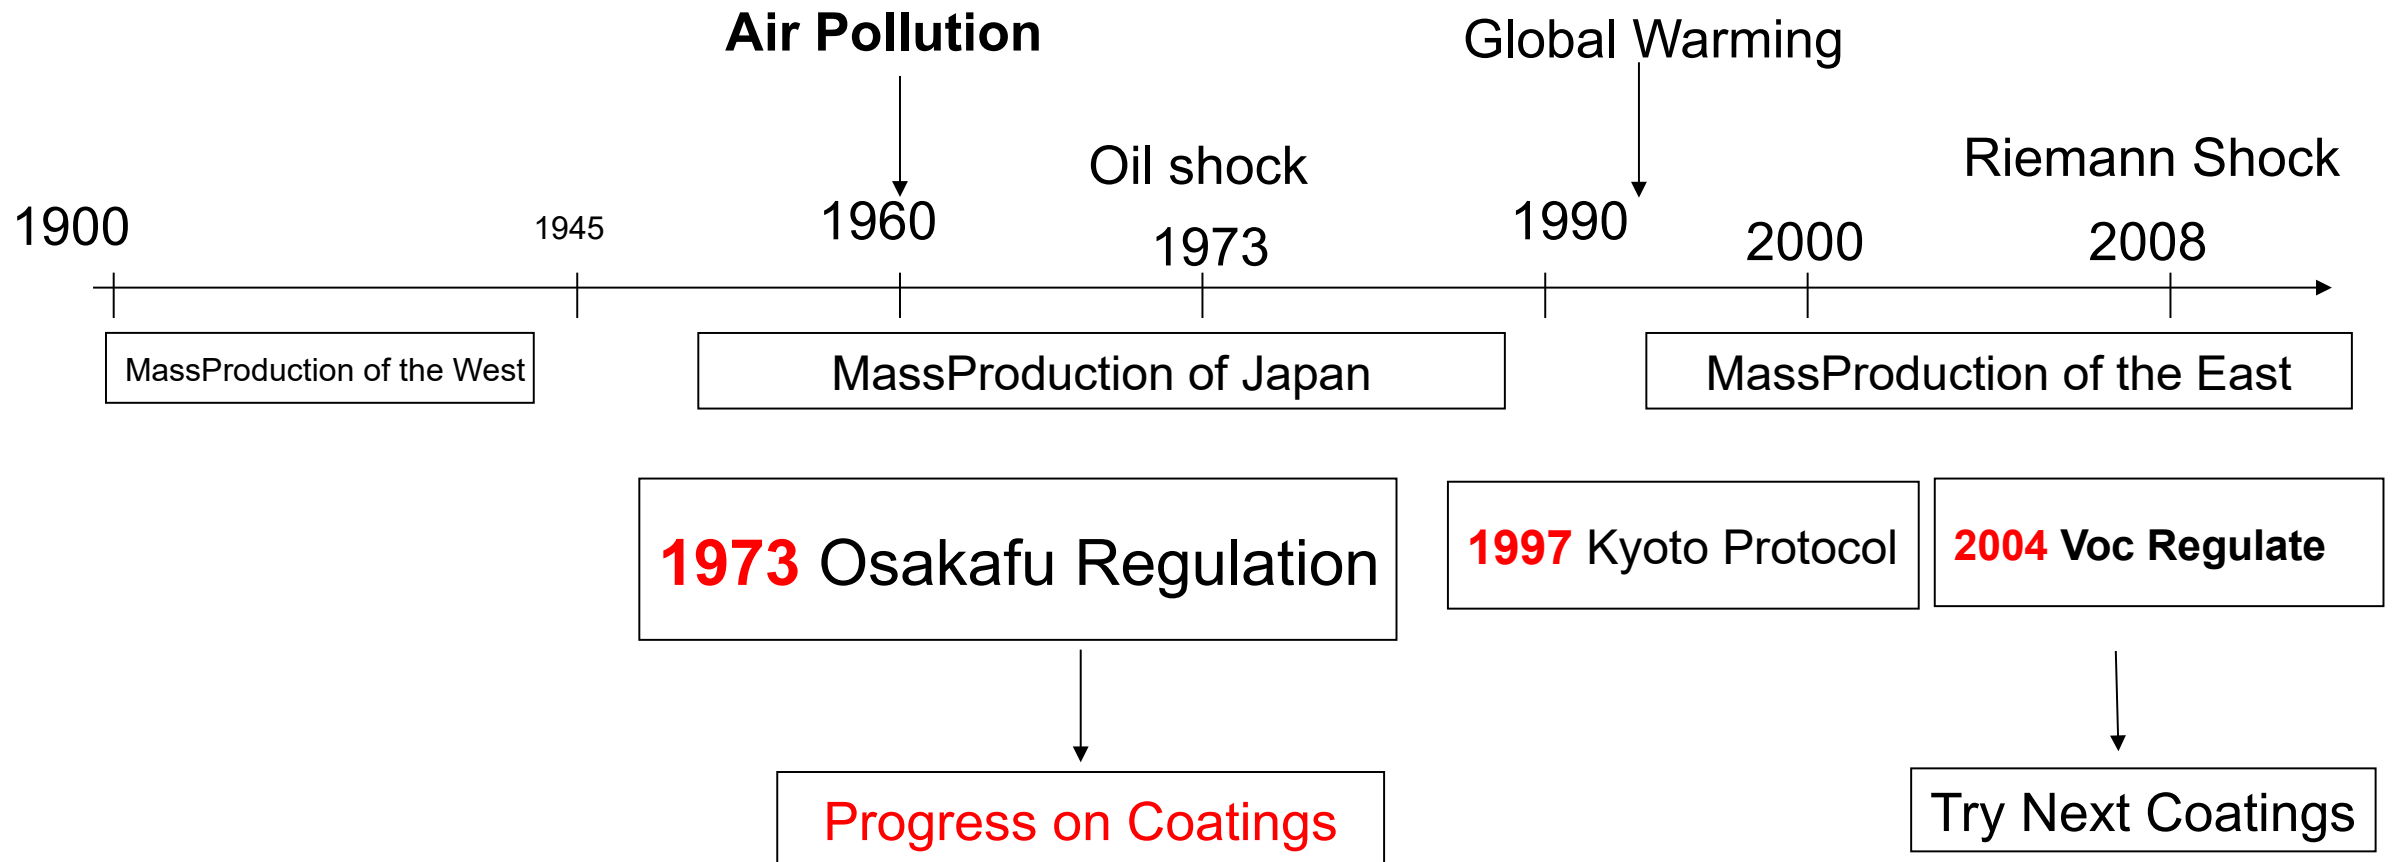 Air Pollution
Global Warming
Oil shock
Riemann Shock
1900
1945
1960
1973
1990
2000
2008
MassProduction of the West
MassProduction of Japan
MassProduction of the East
1973 Osakafu Regulation
1997 Kyoto Protocol
2004 Voc Regulate
Progress on Coatings
Try Next Coatings